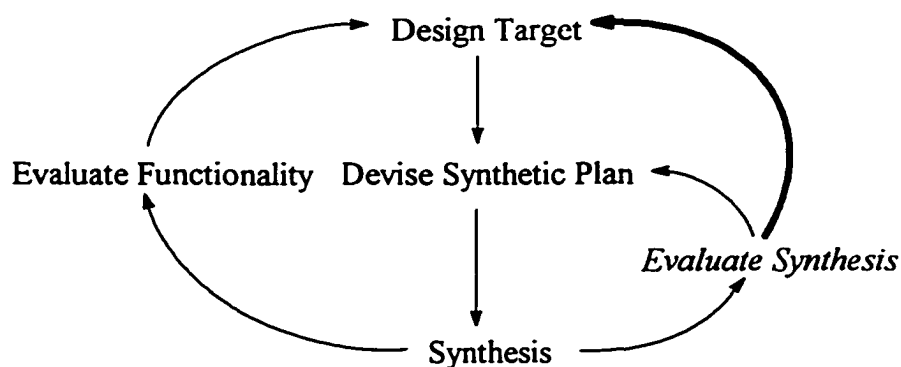 Design Target
Evaluate Functionality
Devise Synthetic Plan
Evaluate Synthesis
Synthesis